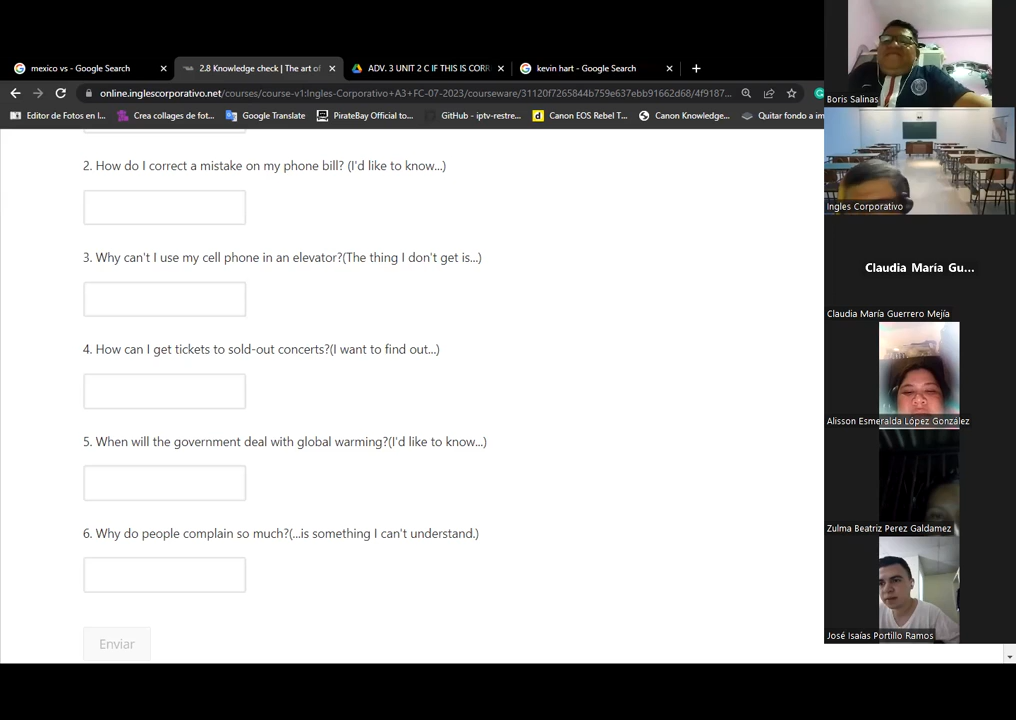 mexico vs - Google Search
2.8 Knowledge check | The art of
ADV. 3 UNIT 2 C IF THIS IS CORR
kevin hart - Google Search
online.inglescorporativo.net/courses/course-v1:Ingles-Corporativo+A3+FC-07-2023/courseware/31120f7265844b759e637ebb91662d68/4f9187...
Editor de Fotos en l...
Crea collages de fot...
Google Translate
PirateBay Official to...
GitHub - iptv-restre...
Canon EOS Rebel T...
Canon Knowledge...
Quitar fondo a im
2. How do I correct a mistake on my phone bill? (I'd like to know...)
3. Why can't I use my cell phone in an elevator?(The thing I don't get is...)
4. How can I get tickets to sold-out concerts?(I want to find out...)
5. When will the government deal with global warming?(I'd like to know...)
6. Why do people complain so much?(...is something I can't understand.)
Enviar
Boris Salinas
Ingles Corporativo
Claudia María Gu...
Claudia María Guerrero Mejía
Alisson Esmeralda López González
Zulma Beatriz Perez Galdamez
José Isaías Portillo Ramos